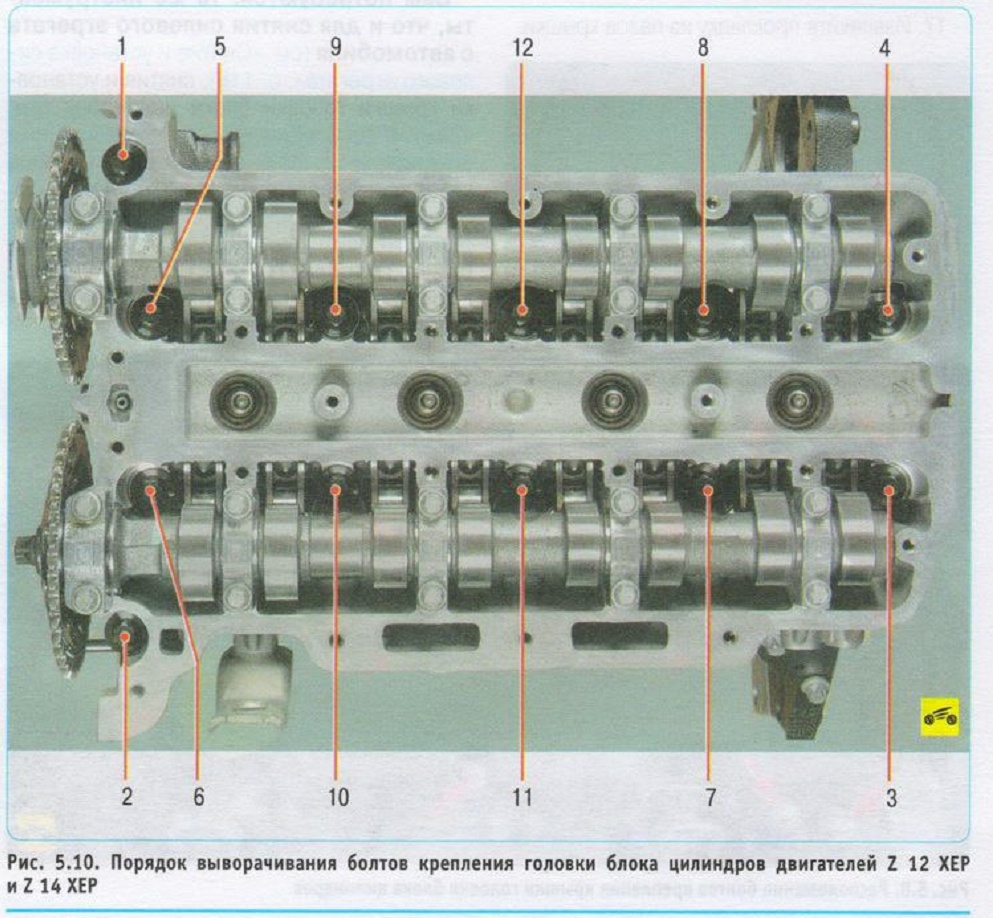 1 5 9 12 8 4
2 6 10 11 7 3
Рис. 5.10. Порядок выворачивания болтов крепления головки блока цилиндров двигателей Z 12 XEP
и Z 14 XEP